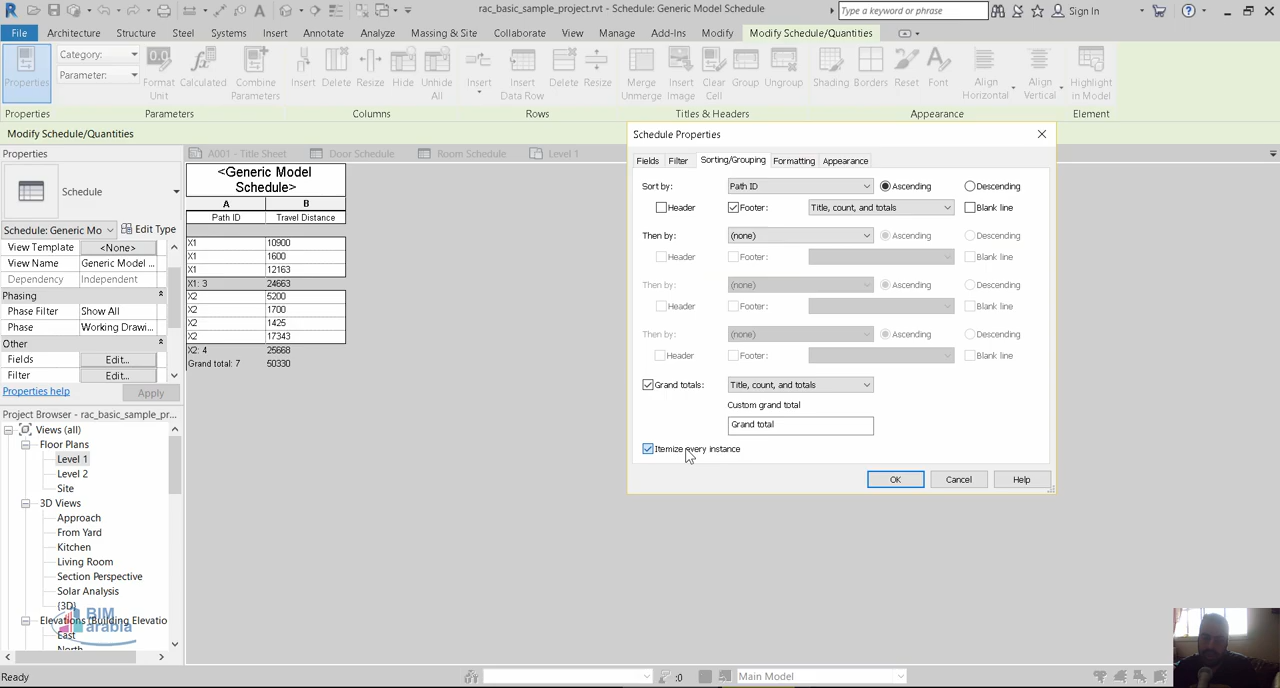 rac_basic_sample_project.rvt - Schedule: Generic Model Schedule
Type a keyword or phrase
Sign In
File Architecture Structure Steel Systems Insert Annotate Analyze Massing & Site Collaborate View Manage Add-Ins Modify Modify Schedule/Quantities
Properties
Category:
Parameter:
Format Unit
Calculated
Combine Parameters
Insert
Delete
Resize
Hide
Unhide All
Insert
Insert Data Row
Delete
Resize
Merge Unmerge
Insert Image
Clear Cell
Group
Ungroup
Shading
Borders
Reset
Font
Align Horizontal
Align Vertical
Highlight in Model
Properties Parameters Columns Rows Titles & Headers Appearance Element
Modify Schedule/Quantities
Properties
Schedule
Schedule: Generic Mo
Edit Type
View Template <None>
View Name Generic Model ...
Dependency Independent
Phasing
Phase Filter Show All
Phase Working Drawi...
Other
Fields Edit...
Filter Edit...
Properties help
Apply
Project Browser - rac_basic_sample_pr...
Views (all)
Floor Plans
Level 1
Level 2
Site
3D Views
Approach
From Yard
Kitchen
Living Room
Section Perspective
Solar Analysis
{3D}
Elevations (Building Elevatio
East
North
BIM
arabia
A001 - Title Sheet
Door Schedule
Room Schedule
Level 1
<Generic Model
Schedule>
A B
Path ID Travel Distance
X1 10900
X1 1600
X1 12163
X1: 3 24663
X2 5200
X2 1700
X2 1425
X2 17343
X2: 4 25668
Grand total: 7 50330
Schedule Properties
Fields Filter Sorting/Grouping Formatting Appearance
Sort by: Path ID Ascending Descending
Header Footer: Title, count, and totals Blank line
Then by: (none) Ascending Descending
Header Footer: Blank line
Then by: (none) Ascending Descending
Header Footer: Blank line
Then by: (none) Ascending Descending
Header Footer: Blank line
Grand totals: Title, count, and totals
Custom grand total
Grand total
Itemize every instance
OK Cancel Help
Ready
:0
Main Model